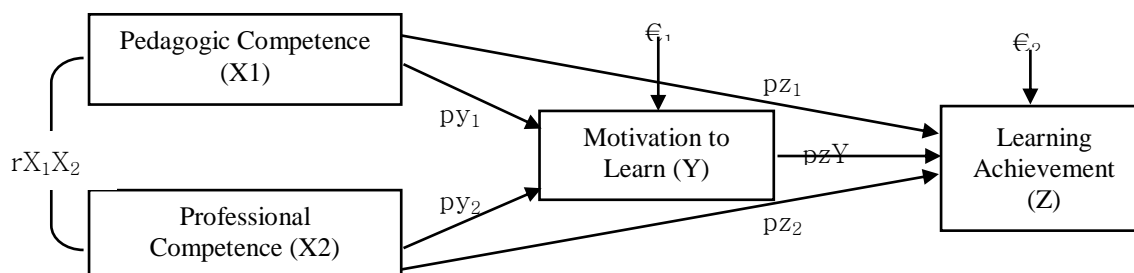 Pedagogic Competence
(X1)
€₁
€₂
pz₁
py₁
Motivation to
Learn (Y)
pzY
Learning
Achievement
(Z)
rX₁X₂
Professional
Competence (X2)
py₂
pz₂